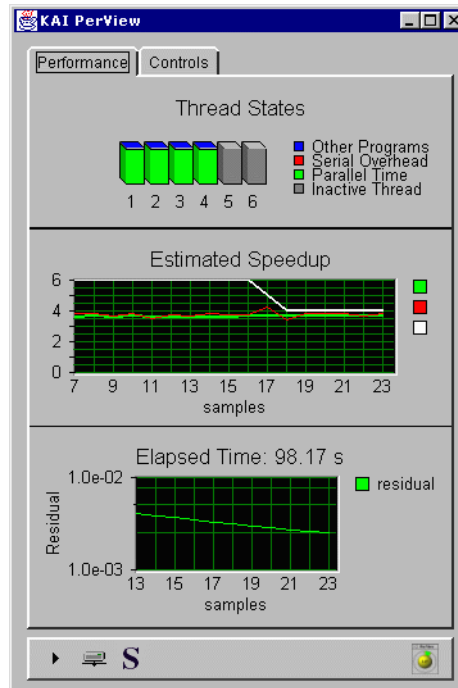 KAI PerView
Performance Controls
Thread States
Other Programs
Serial Overhead
Parallel Time
Inactive Thread
1 2 3 4 5 6
Estimated Speedup
6
4
2
0
7 9 11 13 15 17 19 21 23
samples
Elapsed Time: 98.17 s
1.0e-02
residual
Residual
1.0e-03
13 15 17 19 21 23
samples
S